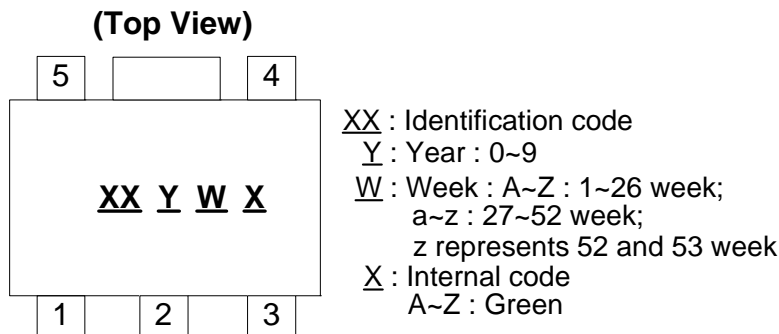 (Top View)
5 4
XX Y W X
1 2 3
XX : Identification code
Y : Year : 0~9
W : Week : A~Z : 1~26 week;
a~z : 27~52 week;
z represents 52 and 53 week
X : Internal code
A~Z : Green